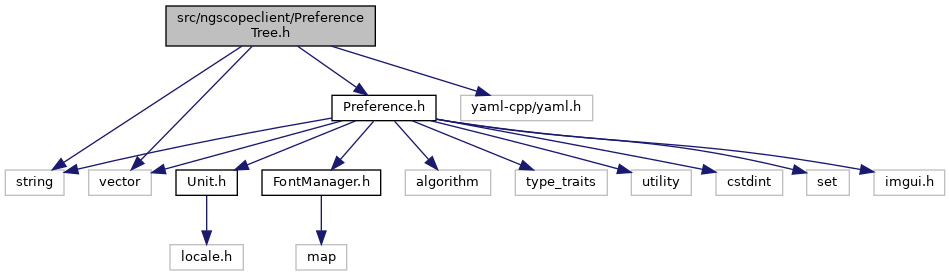 src/ngscopeclient/Preference
Tree.h
Preference.h
yaml-cpp/yaml.h
string
vector
Unit.h
FontManager.h
algorithm
type_traits
utility
cstdint
set
imgui.h
locale.h
map